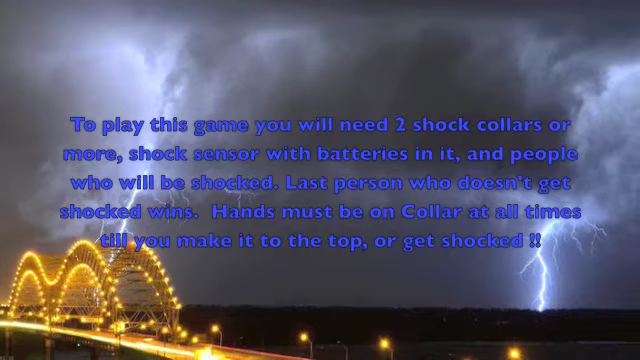 To play this game you will need 2 shock collars or
more, shock sensor with batteries in it, and people
who will be shocked. Last person who doesn't get
shocked wins. Hands must be on Collar at all times
till you make it to the top, or get shocked !!